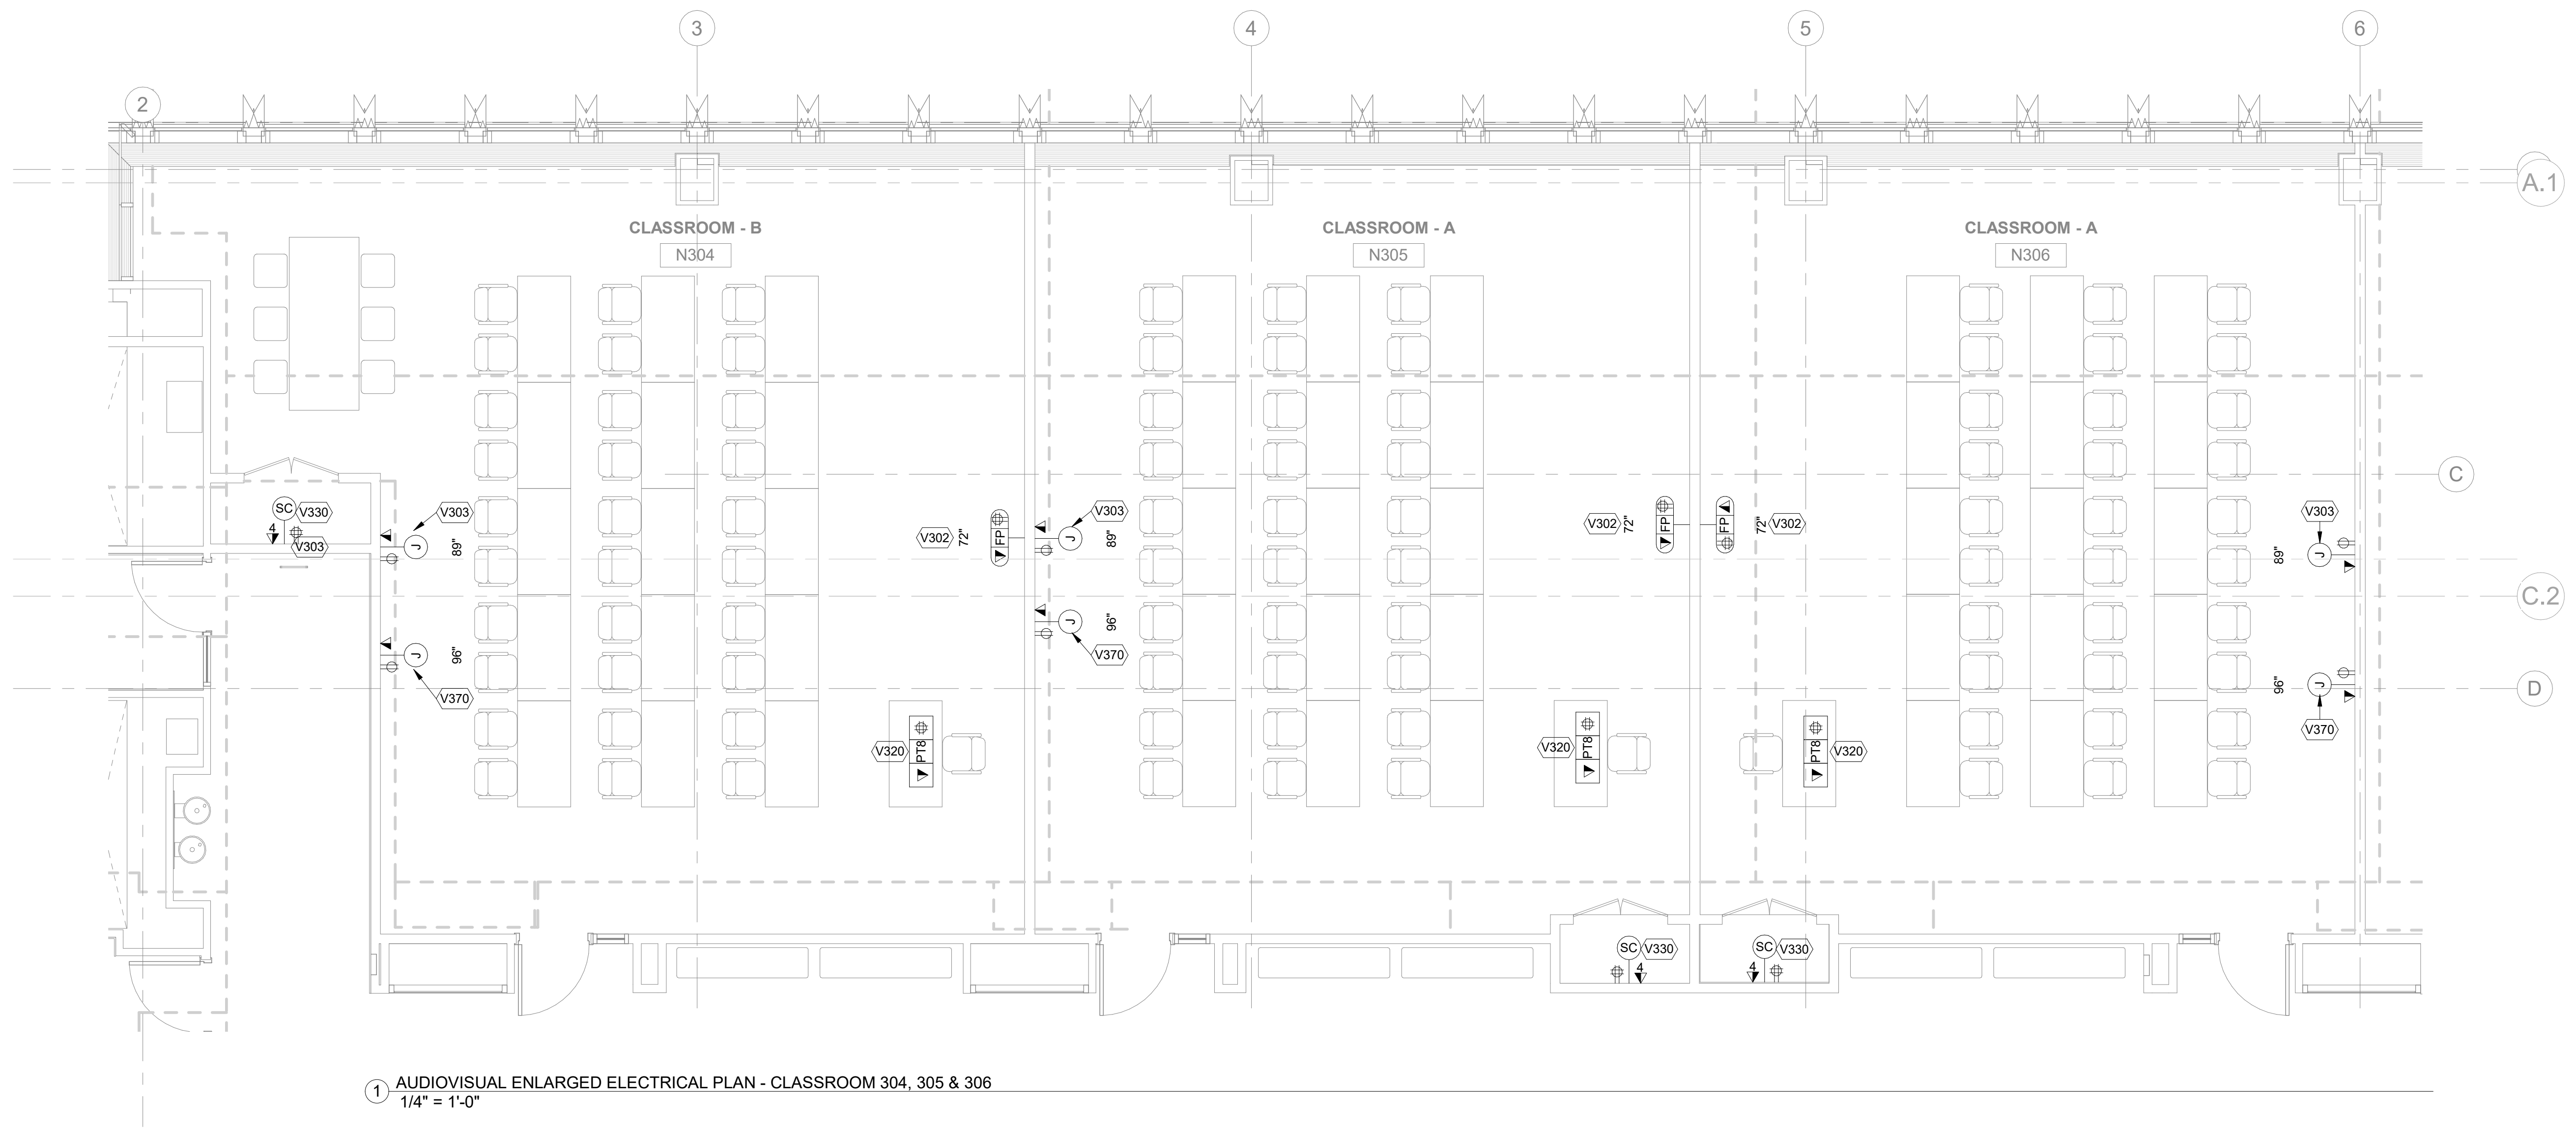 3
4
5
6
2
A.1
CLASSROOM - B
N304
CLASSROOM - A
N305
CLASSROOM - A
N306
C
SC
V330
4
V303
V303
J
89"
V302
72"
FP
V303
J
89"
V302
72"
FP
FP
72"
V302
V303
J
89"
C.2
J
96"
V370
J
96"
V370
J
96"
V370
D
V320
PT8
V320
PT8
PT8
V320
SC
V330
4
SC
V330
4
1
AUDIOVISUAL ENLARGED ELECTRICAL PLAN - CLASSROOM 304, 305 & 306
1/4" = 1'-0"